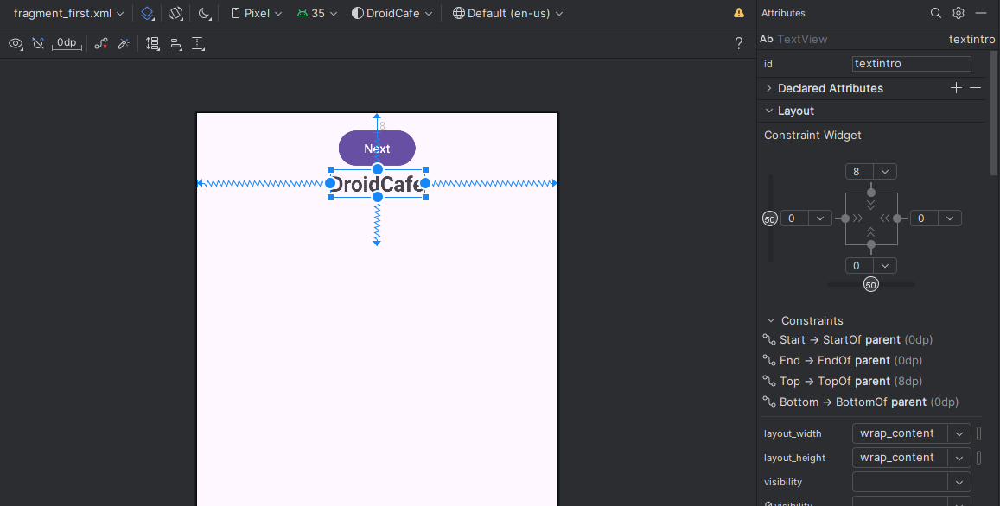 fragment_first.xml Pixel 35 DroidCafe Default (en-us)
Attributes
0dp ?
Ab TextView textintro
id textintro
Declared Attributes
Layout
Constraint Widget
8
Next
DroidCafe
8
50 0 0
0
50
Constraints
Start → StartOf parent (0dp)
End → EndOf parent (0dp)
Top → TopOf parent (8dp)
Bottom → BottomOf parent (0dp)
layout_width wrap_content
layout_height wrap_content
visibility
visibility